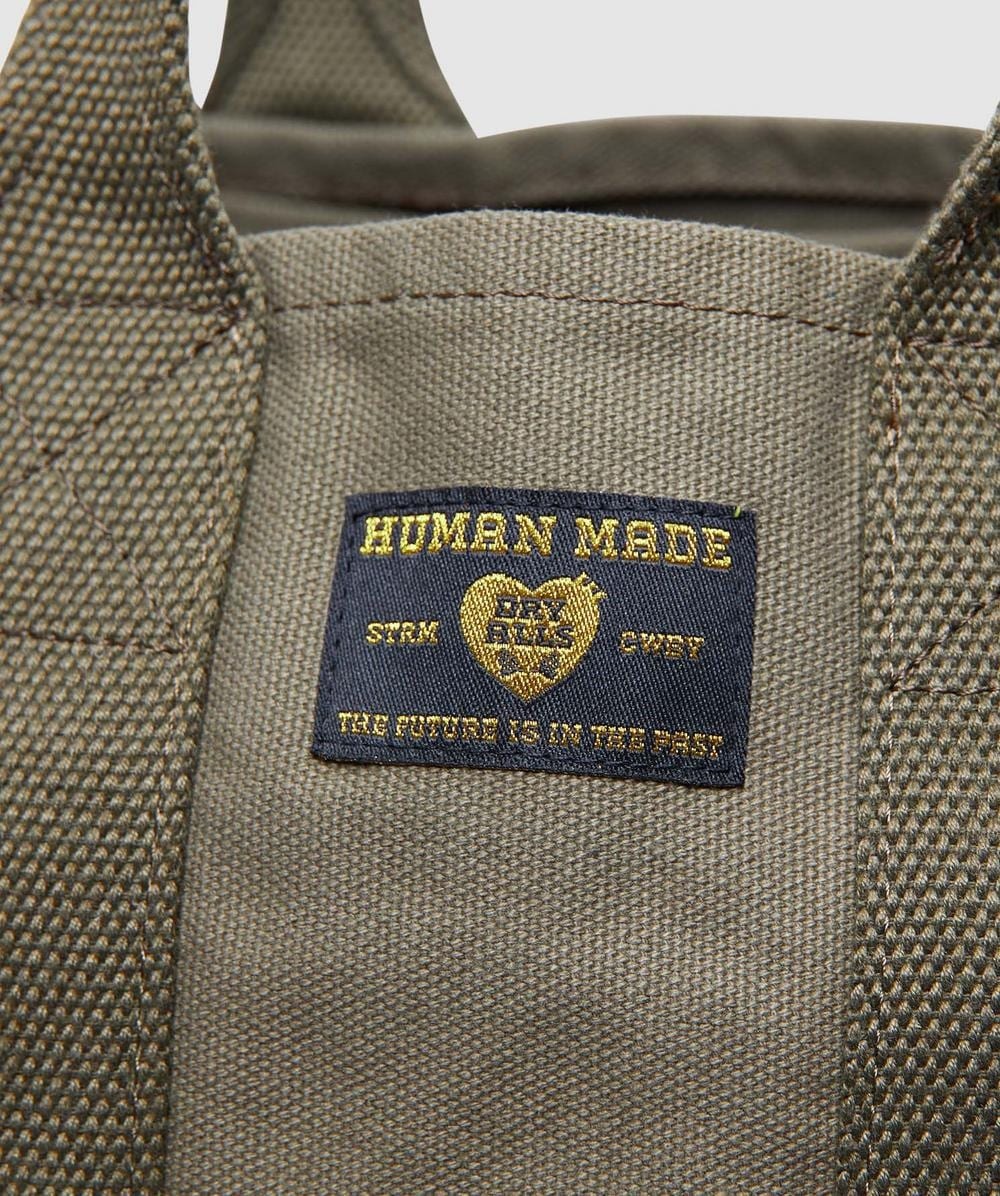 HUMAN MADE
STRM DRY CWBY
ALLS
THE FUTURE IS IN THE PAST